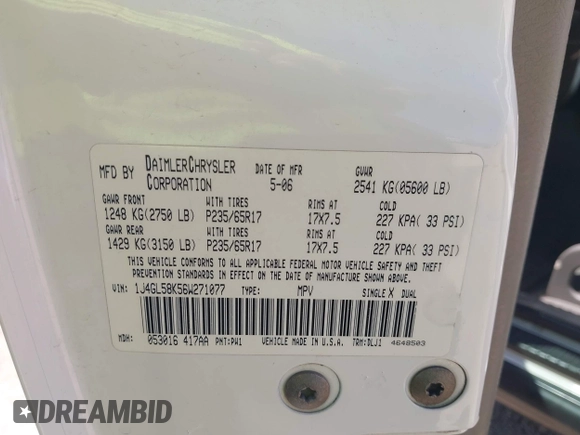 MFD BY DAIMLERCHRYSLER CORPORATION DATE OF MFR 5-06 GVWR 2541 KG(05600 LB)
GAWR FRONT WITH TIRES RIMS AT COLD
1248 KG(2750 LB) P235/65R17 17X7.5 227 KPA( 33 PSI)
GAWR REAR WITH TIRES RIMS AT COLD
1429 KG(3150 LB) P235/65R17 17X7.5 227 KPA( 33 PSI)
THIS VEHICLE CONFORMS TO ALL APPLICABLE FEDERAL MOTOR VEHICLE SAFETY AND THEFT
PREVENTION STANDARDS IN EFFECT ON THE DATE OF MANUFACTURE SHOWN ABOVE.
VIN: 1J4GL58K56W271077 TYPE: MPV SINGLE X DUAL
MDH: 053016 417AA PNT:PW1 VEHICLE MADE IN U.S.A. TRM:DLJ1 4648503
DREAMBID